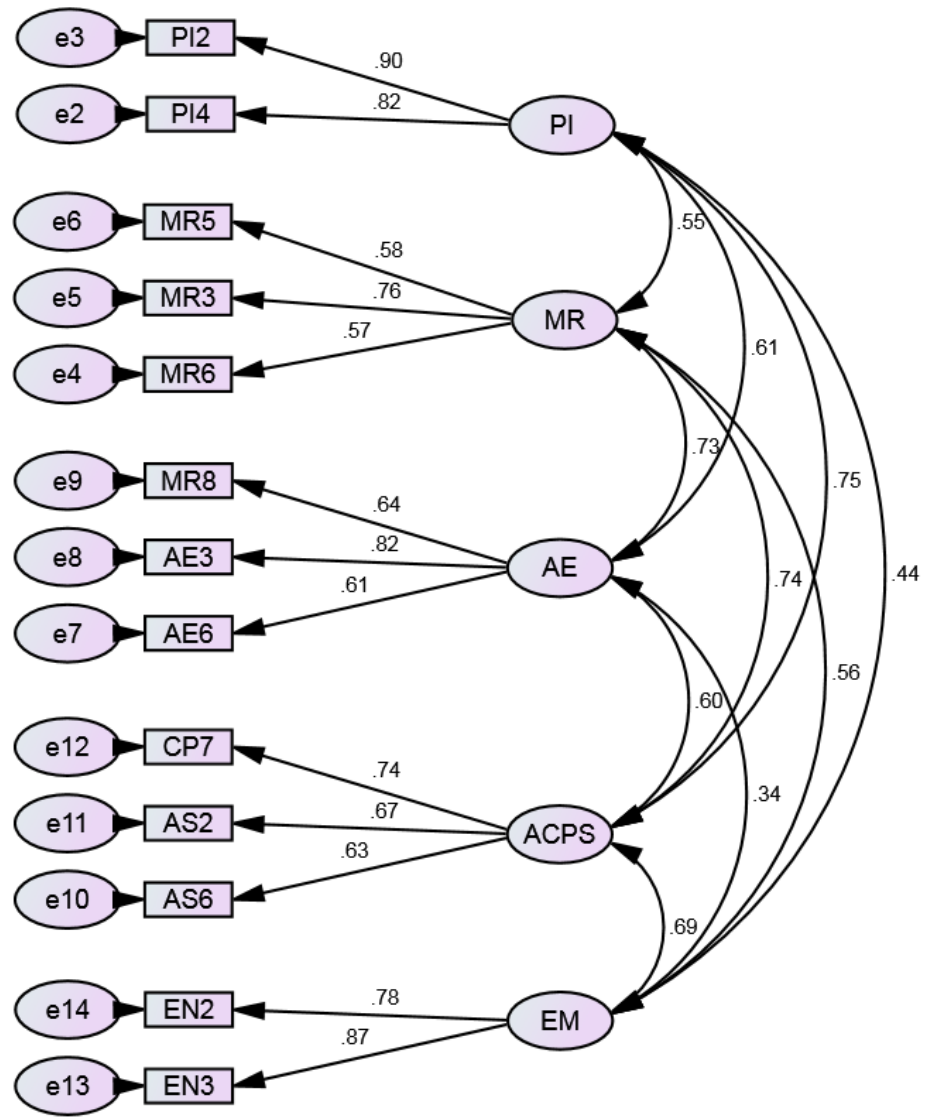 e3 PI2
.90
e2 PI4
.82
PI
e6 MR5
.58
.55
e5 MR3
.76
MR
e4 MR6
.57
.61
e9 MR8
.64
.73
.75
e8 AE3
.82
AE
.74
.44
e7 AE6
.61
.56
.60
e12 CP7
.74
.34
e11 AS2
.67
ACPS
e10 AS6
.63
.69
e14 EN2
.78
EM
e13 EN3
.87